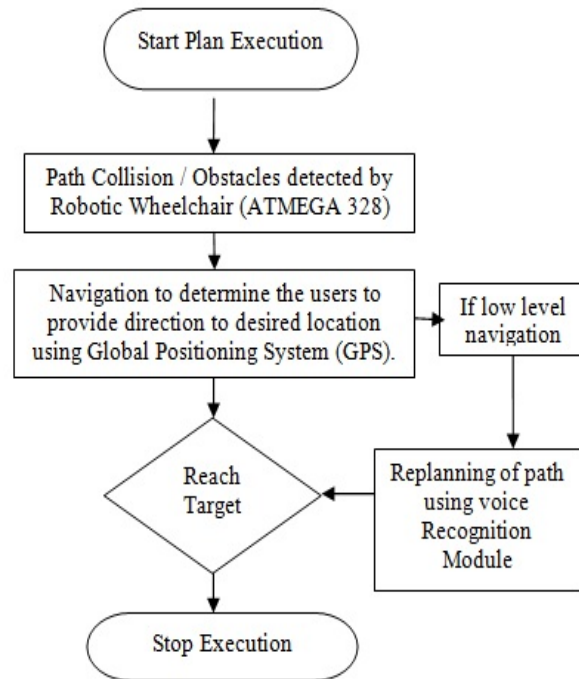 Start Plan Execution
Path Collision / Obstacles detected by
Robotic Wheelchair (ATMEGA 328)
Navigation to determine the users to
provide direction to desired location
using Global Positioning System (GPS).
If low level
navigation
Reach
Target
Replanning of path
using voice
Recognition
Module
Stop Execution